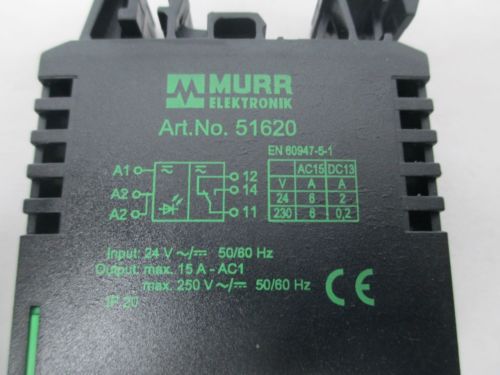 MURR
ELEKTRONIK
Art.No. 51620
EN 60947-5-1
A1
A2
A2
12
14
11
AC15 DC13
V A A
24 6 2
230 6 0,2
Input: 24 V ~/⎓ 50/60 Hz
Output: max. 15 A - AC1
max. 250 V ~/⎓ 50/60 Hz
IP 20
CE